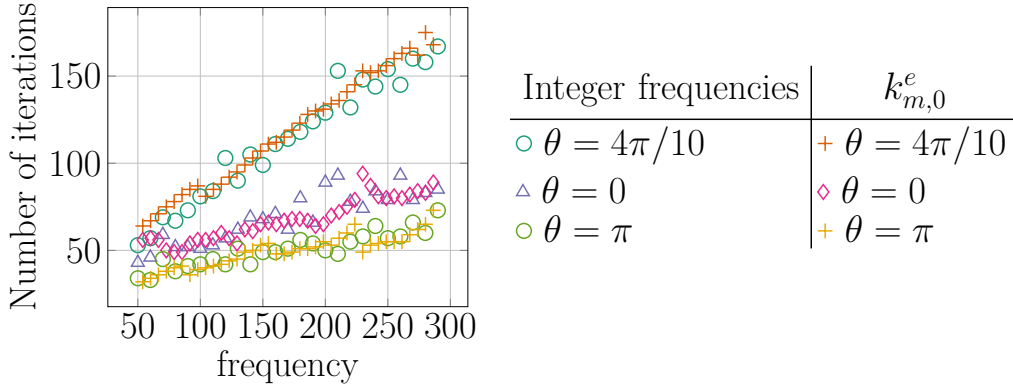 Number of iterations
150
100
50
50 100 150 200 250 300
frequency
Integer frequencies $k_{m,0}^{e}$
θ = 4π/10 θ = 4π/10
θ = 0 θ = 0
θ = π θ = π